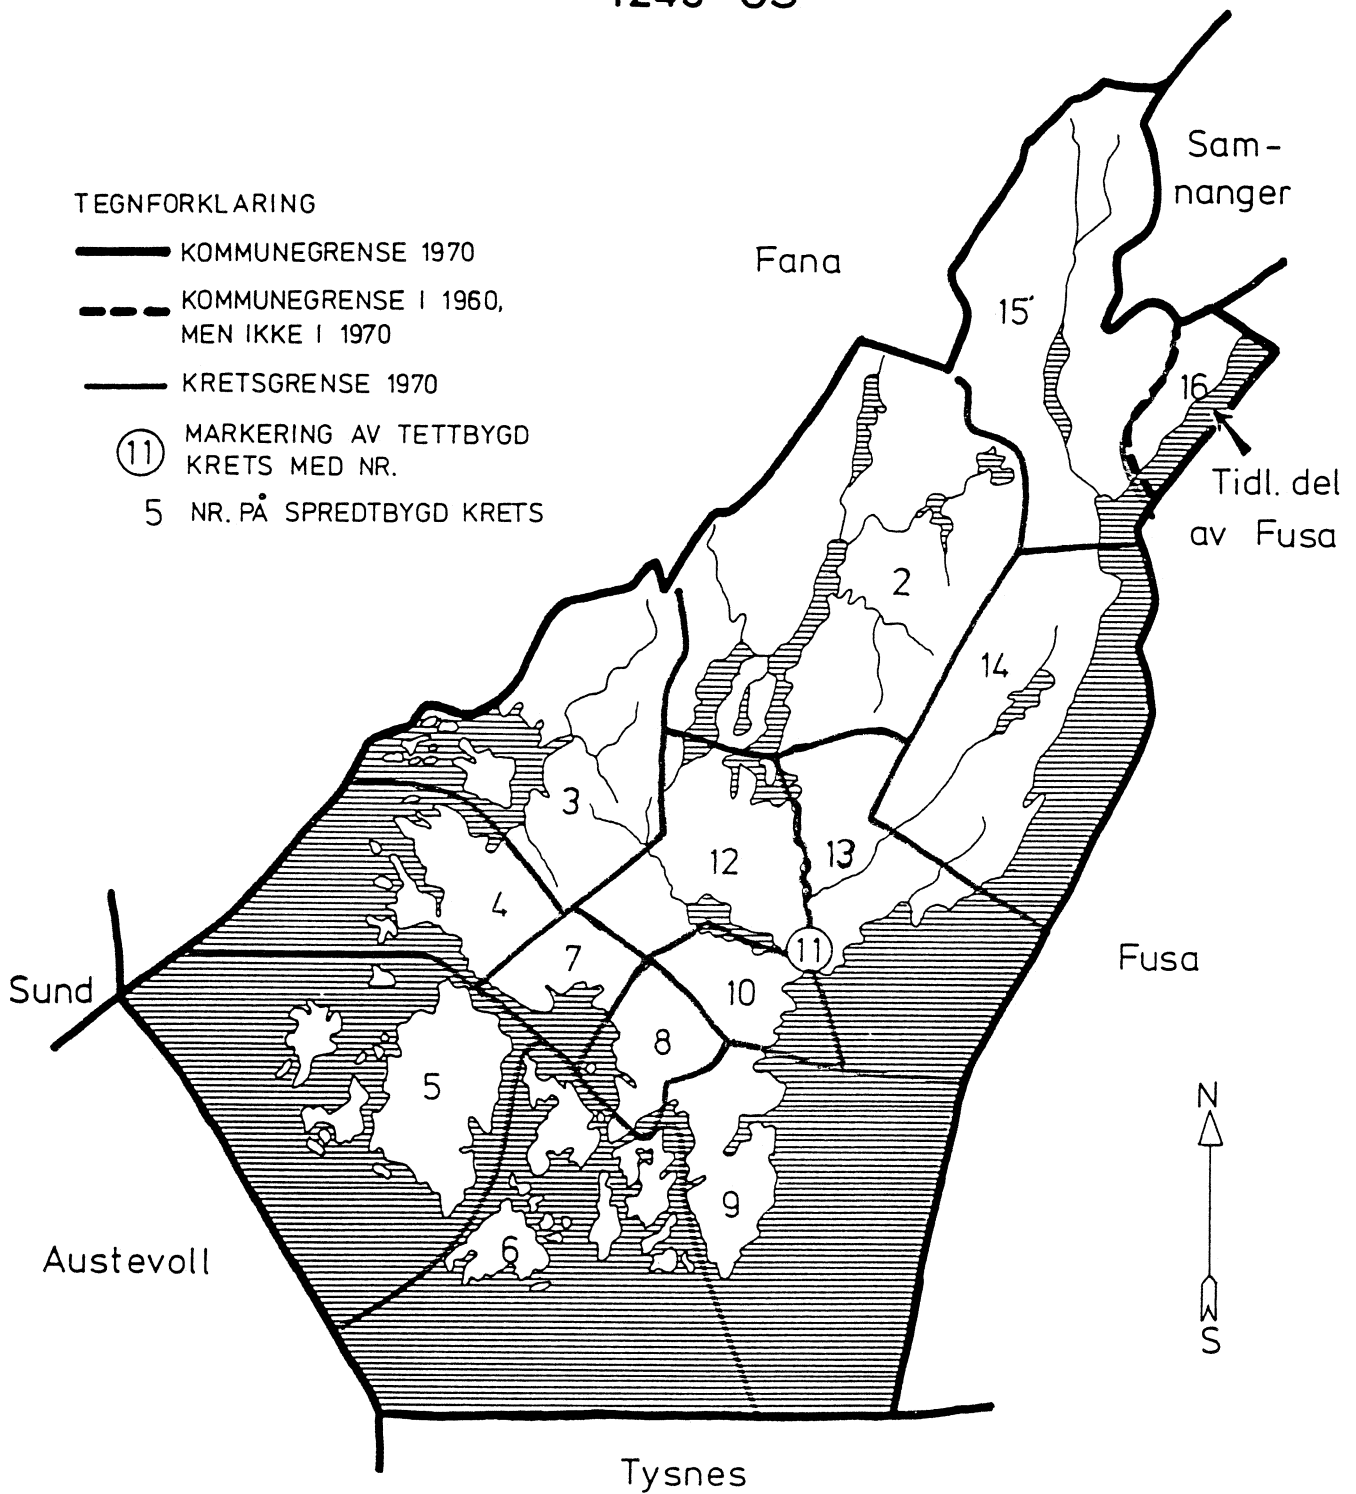 TEGNFORKLARING
KOMMUNEGRENSE 1970
KOMMUNEGRENSE I 1960,
MEN IKKE I 1970
KRETSGRENSE 1970
11
MARKERING AV TETTBYGD
KRETS MED NR.
5 NR. PÅ SPREDTBYGD KRETS
Sam-
nanger
Fana
15
16
Tidl. del
av Fusa
2
14
3
13
12
4
11
7
Fusa
Sund
10
8
5
N
9
6
Austevoll
S
Tysnes